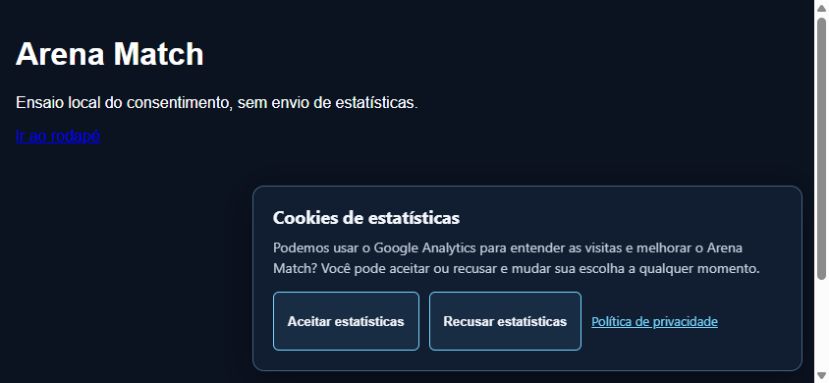 Arena Match
Ensaio local do consentimento, sem envio de estatísticas.
Ir ao rodapé
Cookies de estatísticas
Podemos usar o Google Analytics para entender as visitas e melhorar o Arena
Match? Você pode aceitar ou recusar e mudar sua escolha a qualquer momento.
Aceitar estatísticas Recusar estatísticas Política de privacidade